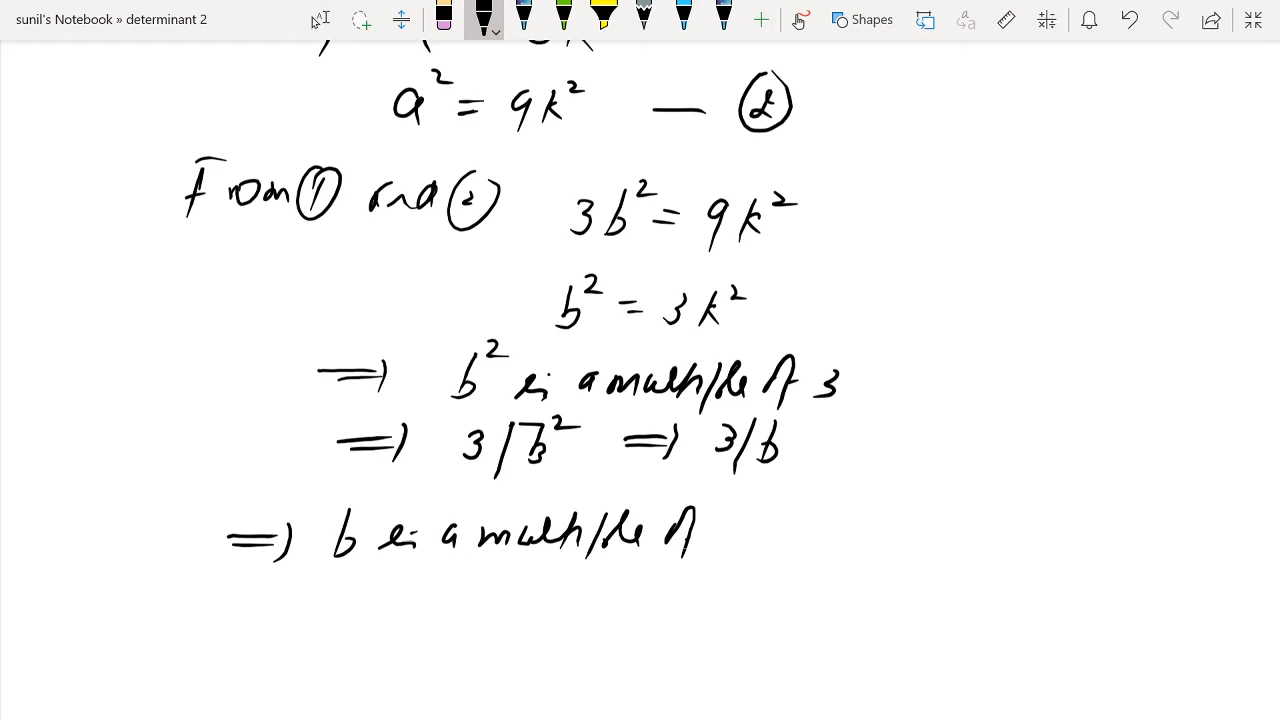 sunil's Notebook » determinant 2
Shapes
a² = 9k² — ②
From ① and ② 3b² = 9k²
b² = 3k²
⇒ b² is a multiple of 3
⇒ 3/b² ⇒ 3/b
⇒ b is a multiple of